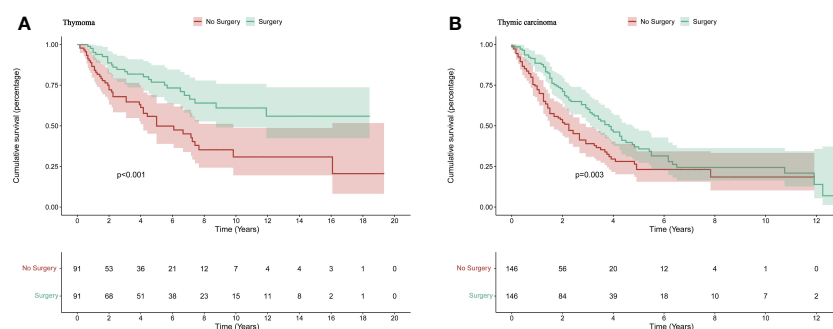 A Thymoma No Surgery Surgery
Cumulative survival (percentage)
1.00
0.75
0.50
0.25
0.00
p<0.001
0 2 4 6 8 10 12 14 16 18 20
Time (Years)
No Surgery 91 53 36 21 12 7 4 4 3 1 0
Surgery 91 68 51 38 23 15 11 8 2 1 0
0 2 4 6 8 10 12 14 16 18 20
Time (Years)
B Thymic carcinoma No Surgery Surgery
Cumulative survival (percentage)
1.00
0.75
0.50
0.25
0.00
p=0.003
0 2 4 6 8 10 12
Time (Years)
No Surgery 146 56 20 12 4 1 0
Surgery 146 84 39 18 10 7 2
0 2 4 6 8 10 12
Time (Years)